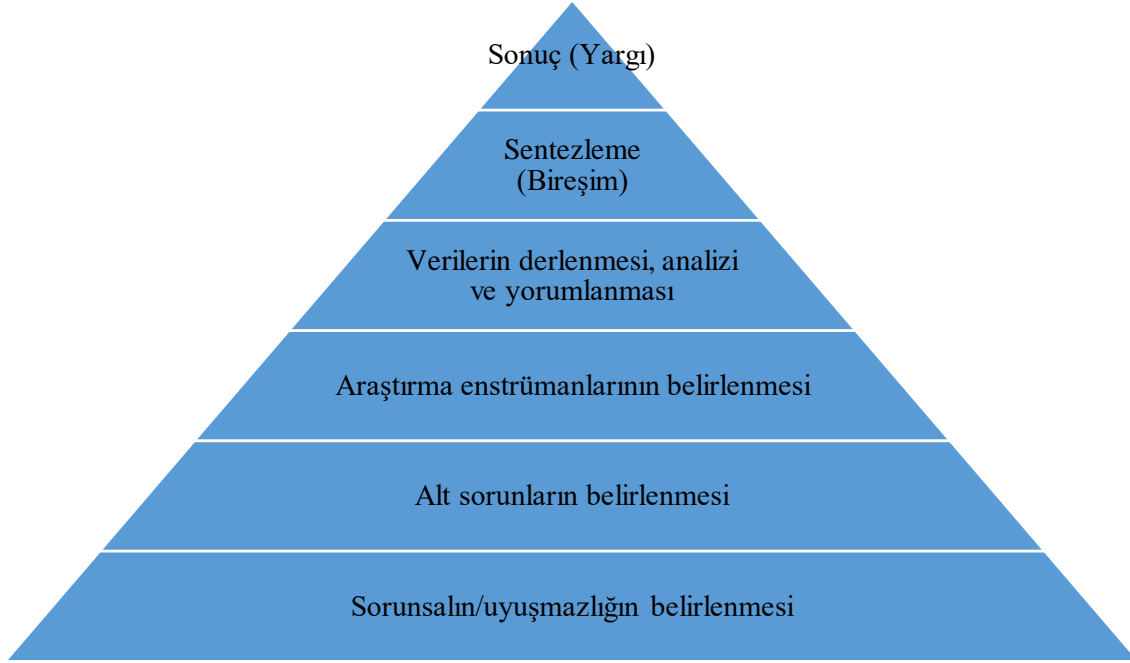 Sonuç (Yargı)
Sentezleme
(Bireşim)
Verilerin derlenmesi, analizi
ve yorumlanması
Araştırma enstrümanlarının belirlenmesi
Alt sorunların belirlenmesi
Sorunsalın/uyuşmazlığın belirlenmesi